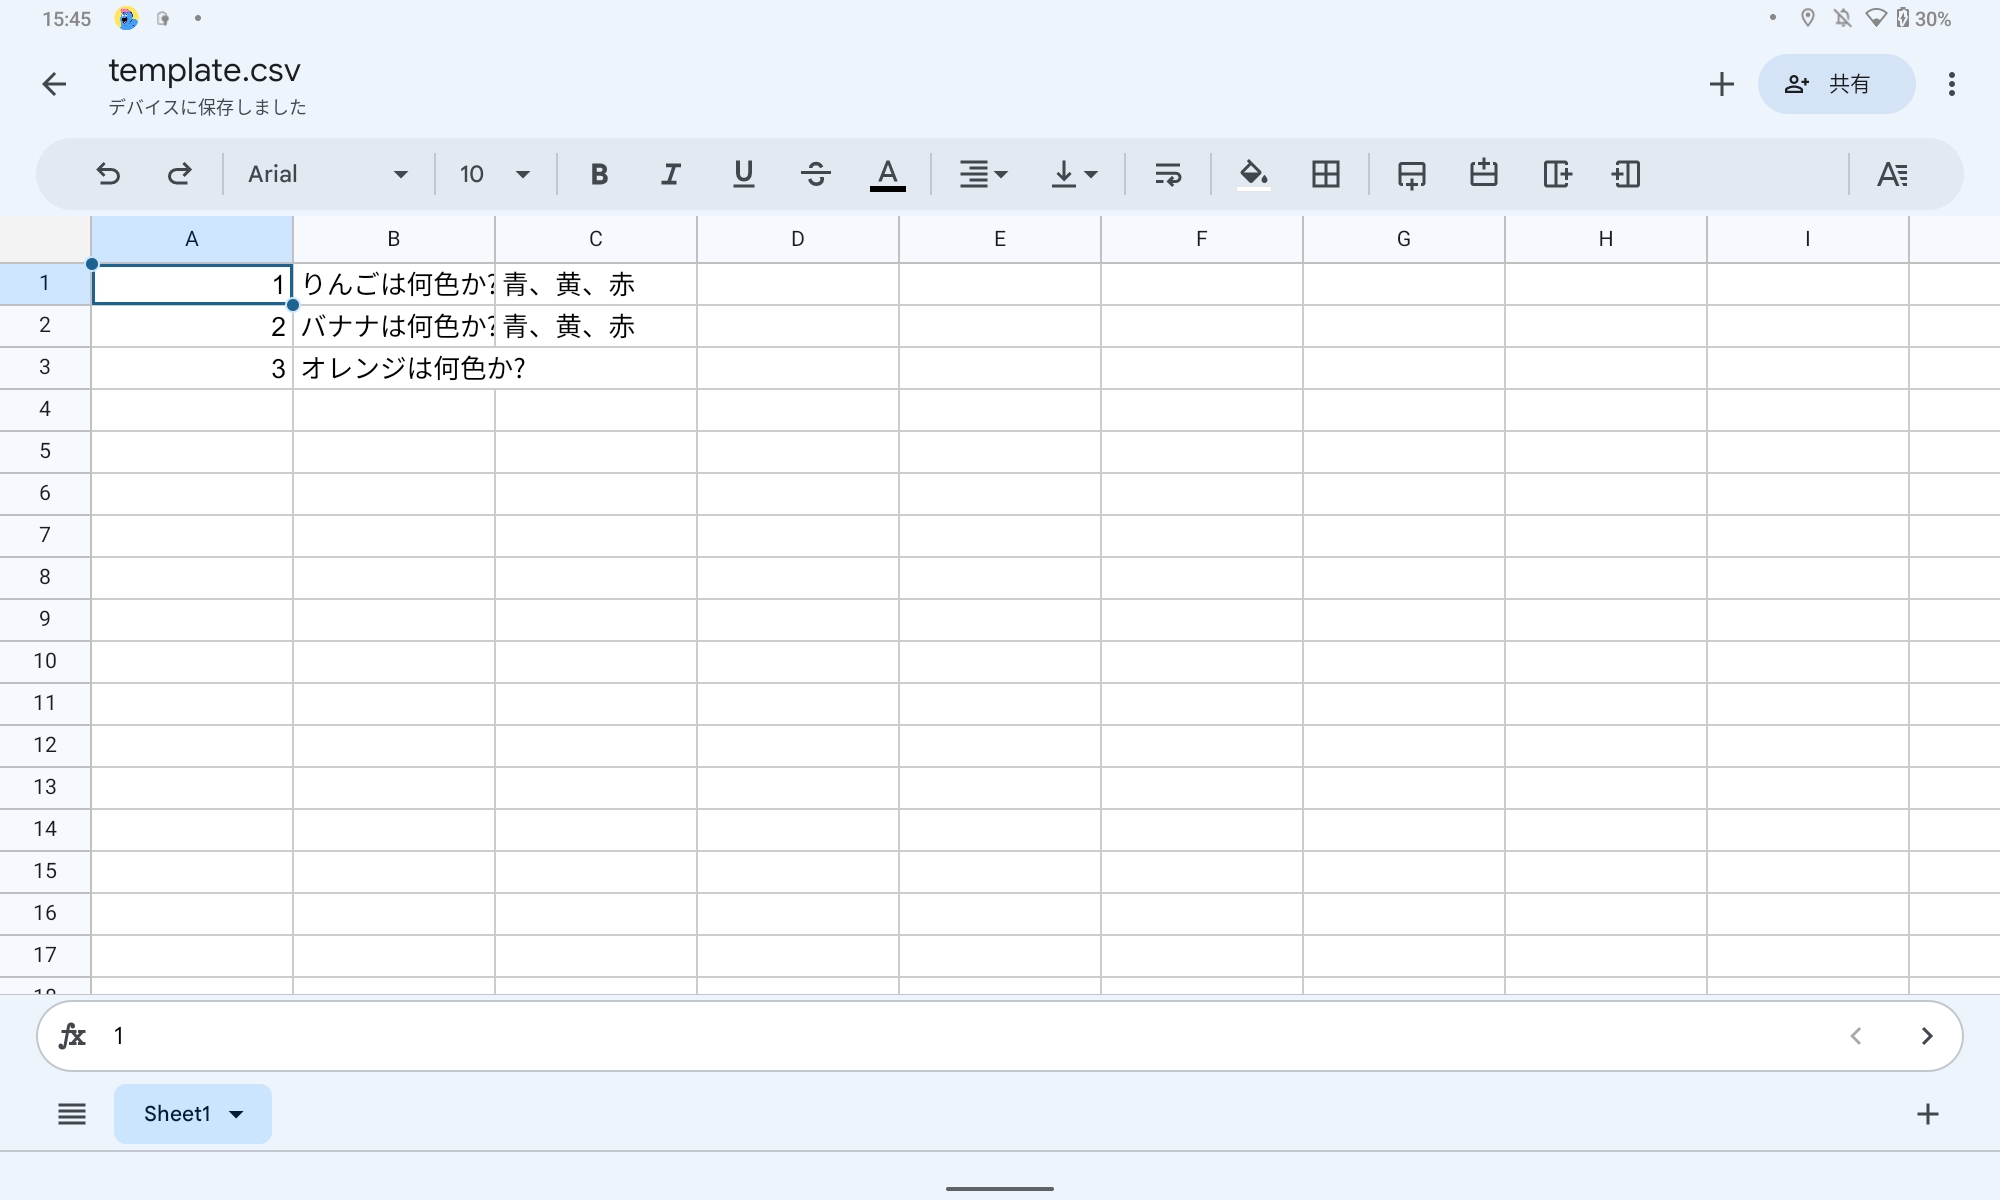 15:45
30%
template.csv
デバイスに保存しました
共有
Arial 10 B I U S A A
A B C D E F G H I
1 1 りんごは何色か? 青、黄、赤
2 2 バナナは何色か? 青、黄、赤
3 3 オレンジは何色か?
4
5
6
7
8
9
10
11
12
13
14
15
16
17
fx 1
Sheet1